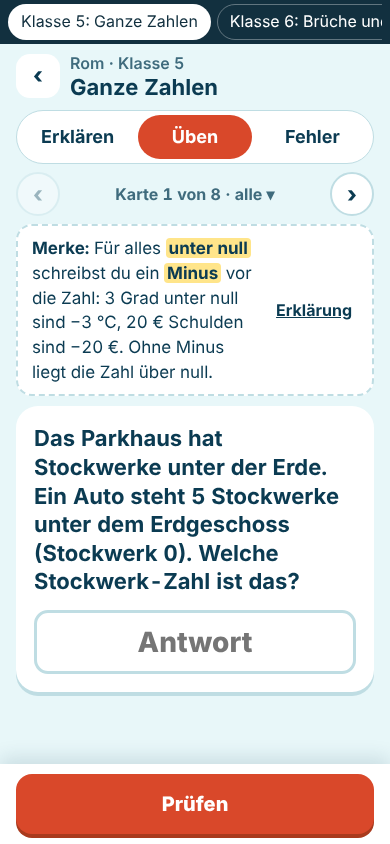 Klasse 5: Ganze Zahlen
Klasse 6: Brüche un
‹
Rom · Klasse 5
Ganze Zahlen
Erklären
Üben
Fehler
‹
Karte 1 von 8 · alle ▾
›
Merke: Für alles unter null
schreibst du ein Minus vor
die Zahl: 3 Grad unter null
sind −3 °C, 20 € Schulden
sind −20 €. Ohne Minus
liegt die Zahl über null.
Erklärung
Das Parkhaus hat
Stockwerke unter der Erde.
Ein Auto steht 5 Stockwerke
unter dem Erdgeschoss
(Stockwerk 0). Welche
Stockwerk-Zahl ist das?
Antwort
Prüfen